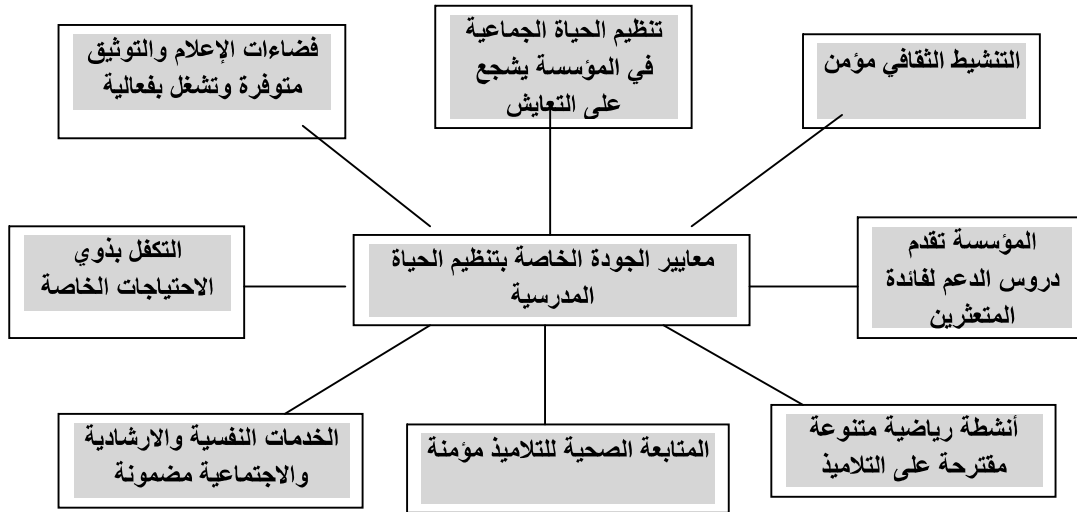 التنشيط الثقافي مؤمن
تنظيم الحياة الجماعية
في المؤسسة يشجع
على التعايش
فضاءات الإعلام والتوثيق
متوفرة وتشغل بفعالية
المؤسسة تقدم
دروس الدعم لفائدة
المتعثرين
معايير الجودة الخاصة بتنظيم الحياة
المدرسية
التكفل بذوي
الاحتياجات الخاصة
أنشطة رياضية متنوعة
مقترحة على التلاميذ
المتابعة الصحية للتلاميذ مؤمنة
الخدمات النفسية والارشادية
والاجتماعية مضمونة